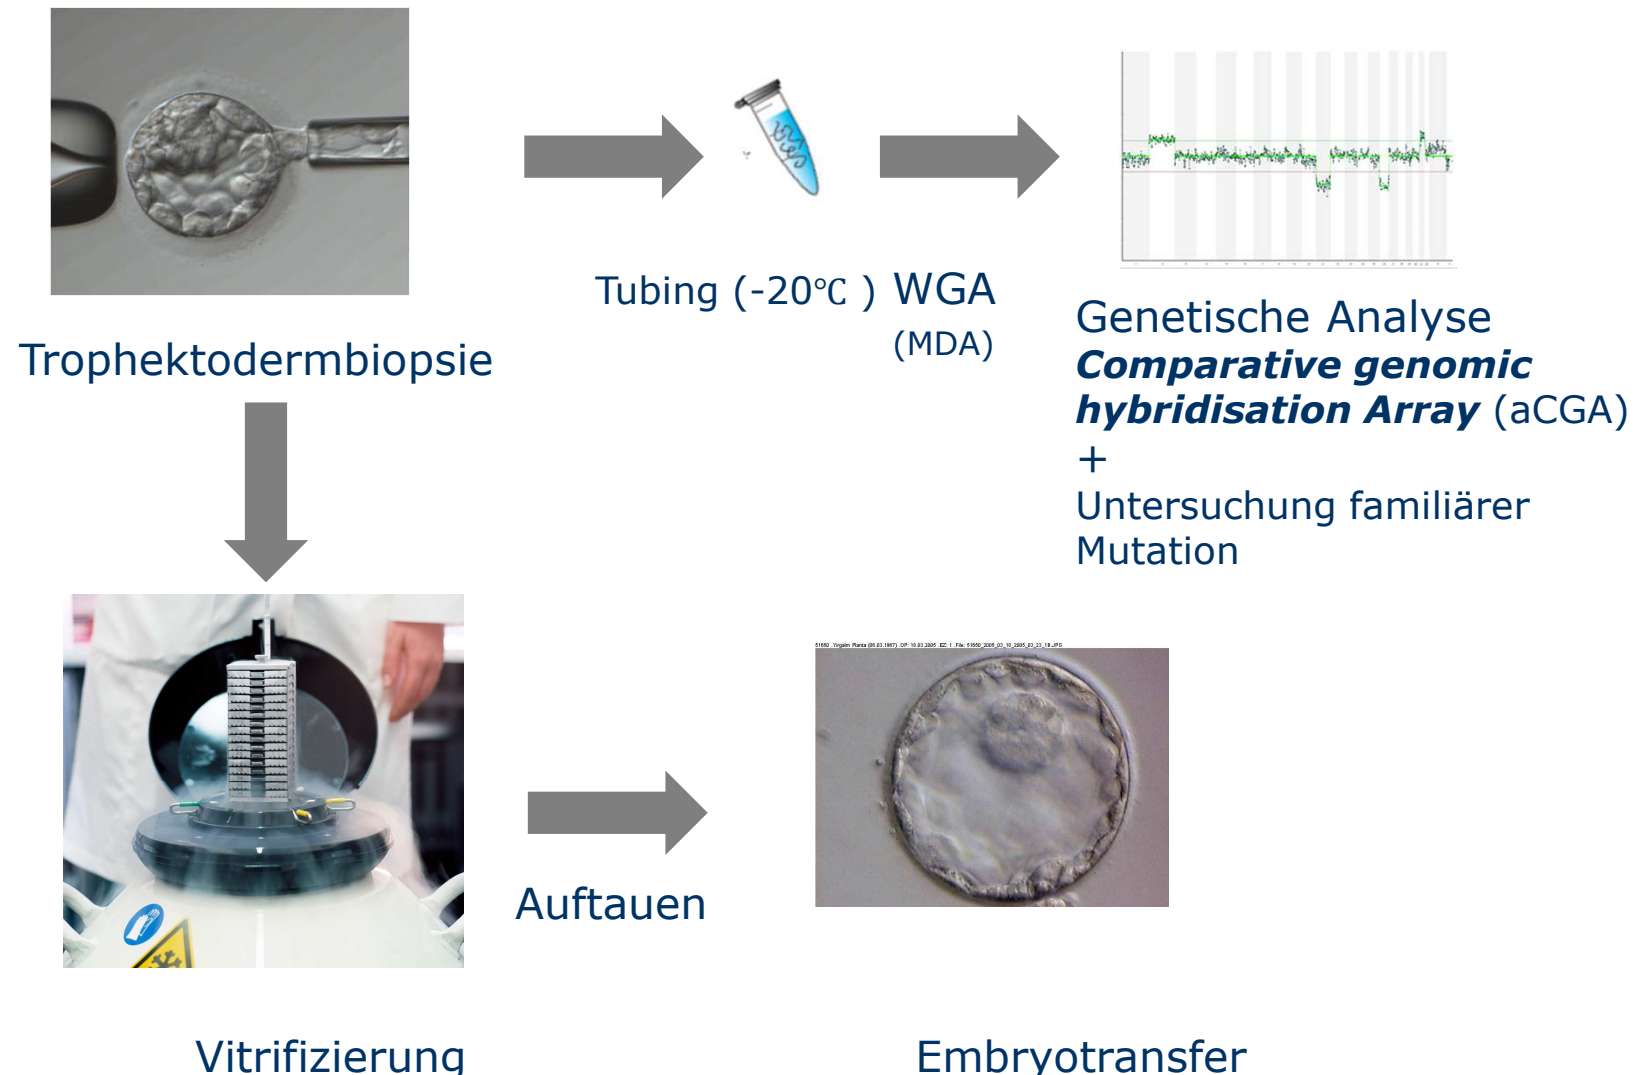 Trophektodermbiopsie
Tubing (-20℃ ) WGA
(MDA)
Genetische Analyse
Comparative genomic
hybridisation Array (aCGA)
+
Untersuchung familiärer
Mutation
Auftauen
Vitrifizierung
Embryotransfer